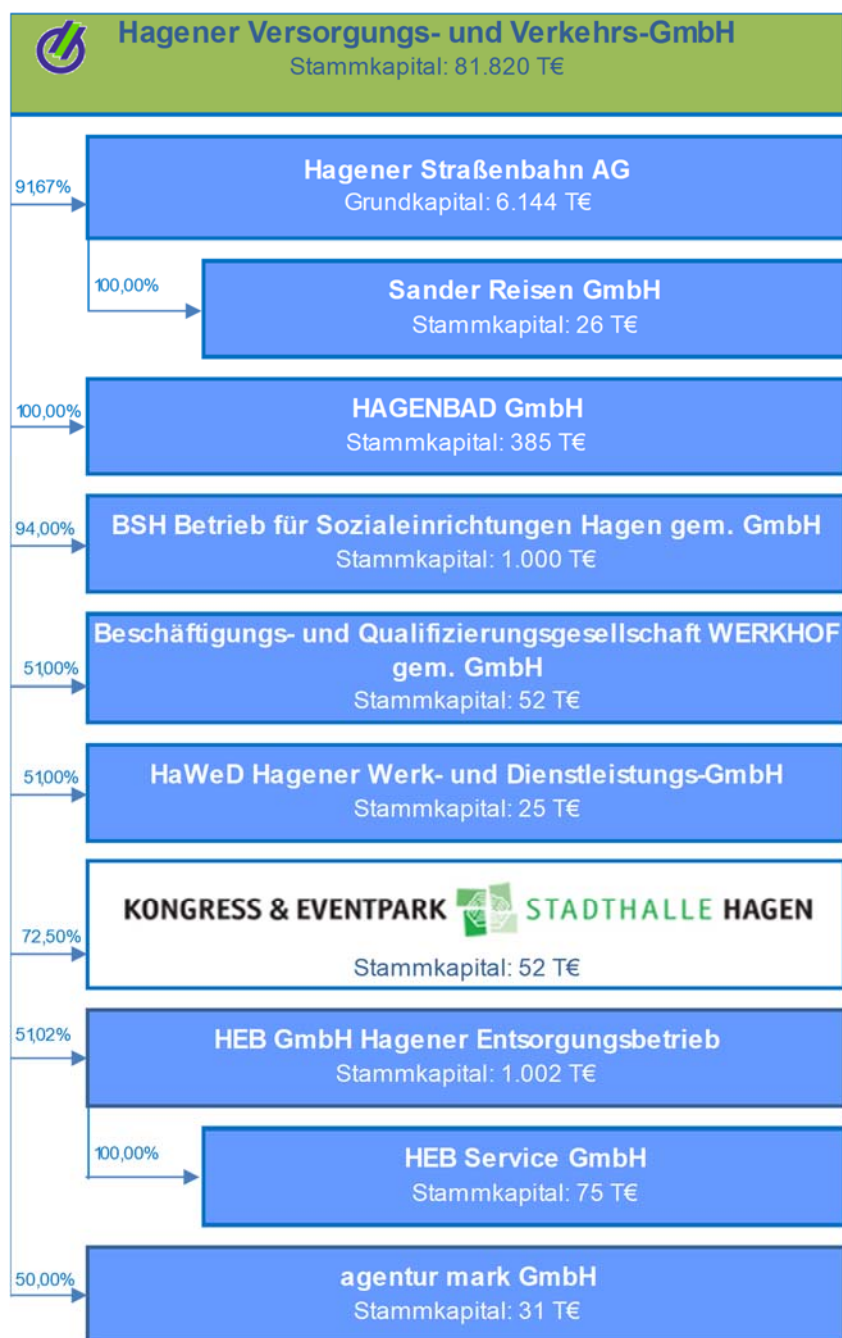 Hagener Versorgungs- und Verkehrs-GmbH
Stammkapital: 81.820 T€
91,67%
Hagener Straßenbahn AG
Grundkapital: 6.144 T€
100,00%
Sander Reisen GmbH
Stammkapital: 26 T€
100,00%
HAGENBAD GmbH
Stammkapital: 385 T€
94,00%
BSH Betrieb für Sozialeinrichtungen Hagen gem. GmbH
Stammkapital: 1.000 T€
51,00%
Beschäftigungs- und Qualifizierungsgesellschaft WERKHOF
gem. GmbH
Stammkapital: 52 T€
51,00%
HaWeD Hagener Werk- und Dienstleistungs-GmbH
Stammkapital: 25 T€
72,50%
KONGRESS & EVENTPARK STADTHALLE HAGEN
Stammkapital: 52 T€
51,02%
HEB GmbH Hagener Entsorgungsbetrieb
Stammkapital: 1.002 T€
100,00%
HEB Service GmbH
Stammkapital: 75 T€
50,00%
agentur mark GmbH
Stammkapital: 31 T€